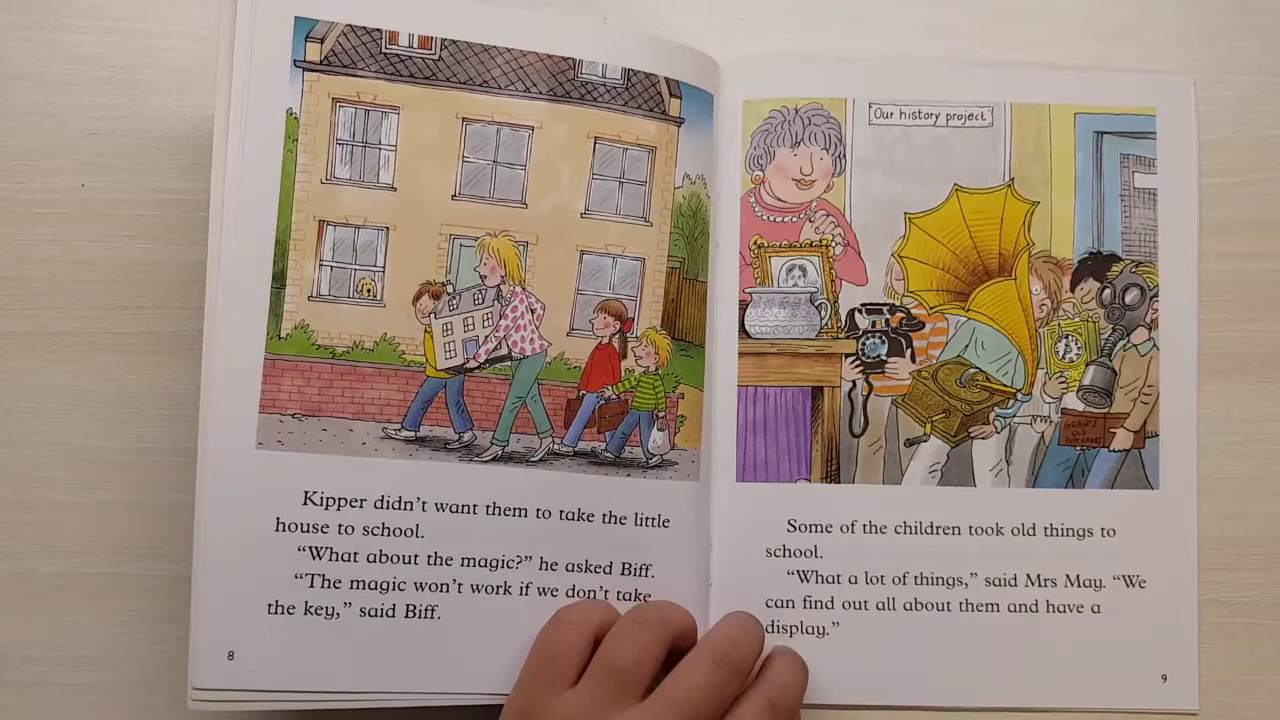 Kipper didn't want them to take the little
house to school.
"What about the magic?" he asked Biff.
"The magic won't work if we don't take
the key," said Biff.
8
Our history project
GRAN'S
OLD
POSTCARDS
Some of the children took old things to
school.
"What a lot of things," said Mrs May. "We
can find out all about them and have a
display."
9